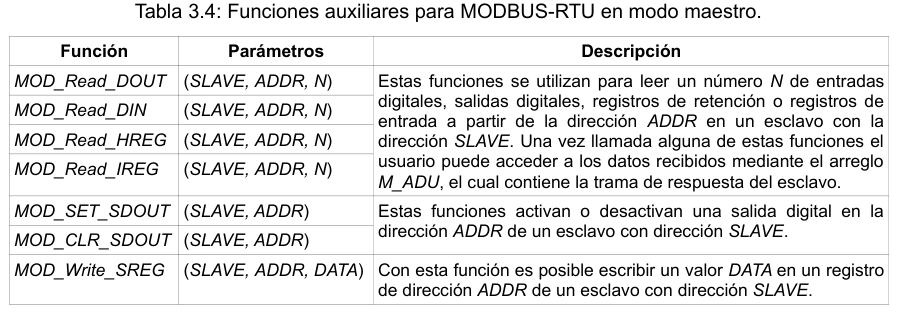 Tabla 3.4: Funciones auxiliares para MODBUS-RTU en modo maestro.
Función Parámetros Descripción
MOD_Read_DOUT (SLAVE, ADDR, N)
MOD_Read_DIN (SLAVE, ADDR, N)
MOD_Read_HREG (SLAVE, ADDR, N)
MOD_Read_IREG (SLAVE, ADDR, N)
Estas funciones se utilizan para leer un número N de entradas
digitales, salidas digitales, registros de retención o registros de
entrada a partir de la dirección ADDR en un esclavo con la
dirección SLAVE. Una vez llamada alguna de estas funciones el
usuario puede acceder a los datos recibidos mediante el arreglo
M_ADU, el cual contiene la trama de respuesta del esclavo.
MOD_SET_SDOUT (SLAVE, ADDR)
MOD_CLR_SDOUT (SLAVE, ADDR)
Estas funciones activan o desactivan una salida digital en la
dirección ADDR de un esclavo con dirección SLAVE.
MOD_Write_SREG (SLAVE, ADDR, DATA)
Con esta función es posible escribir un valor DATA en un registro
de dirección ADDR de un esclavo con dirección SLAVE.